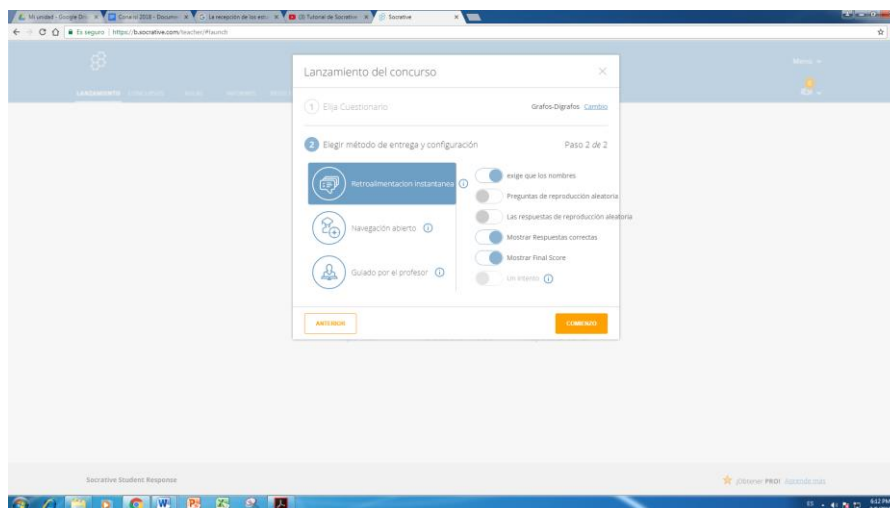 Mi unidad - Google Dri
Conaisi 2018 - Docume
La recepción de los est
(3) Tutorial de Socrative
Socrative
Es seguro | https://b.socrative.com/teacher/#launch
Menú
LANZAMIENTO
Lanzamiento del concurso
1 Elija Cuestionario
Grafos-Digrafos Cambio
2 Elegir método de entrega y configuración
Paso 2 de 2
Retroalimentacion instantanea
Navegación abierto
Guiado por el profesor
exige que los nombres
Preguntas de reproducción aleatoria
Las respuestas de reproducción aleatoria
Mostrar Respuestas correctas
Mostrar Final Score
Un intento
ANTERIOR
COMIENZO
Socrative Student Response
¡Obtener PRO! Aprende más
ES
6:12 PM